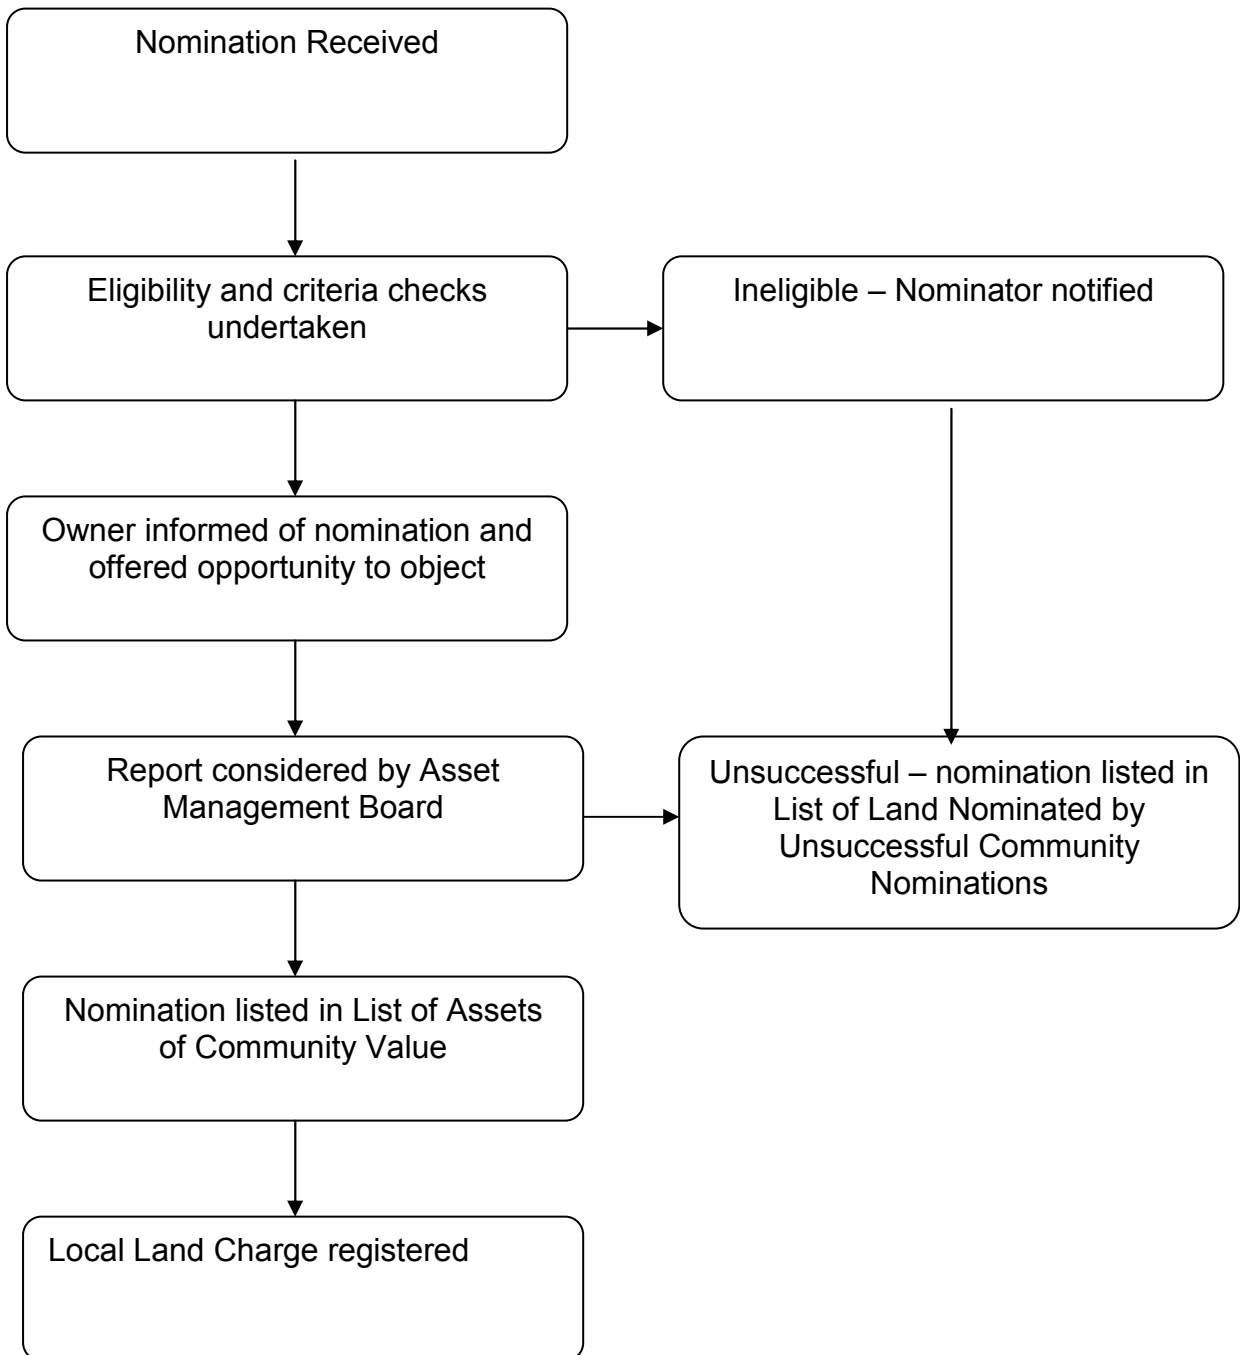 Nomination Received
Eligibility and criteria checks
undertaken
Ineligible – Nominator notified
Owner informed of nomination and
offered opportunity to object
Report considered by Asset
Management Board
Unsuccessful – nomination listed in
List of Land Nominated by
Unsuccessful Community
Nominations
Nomination listed in List of Assets
of Community Value
Local Land Charge registered